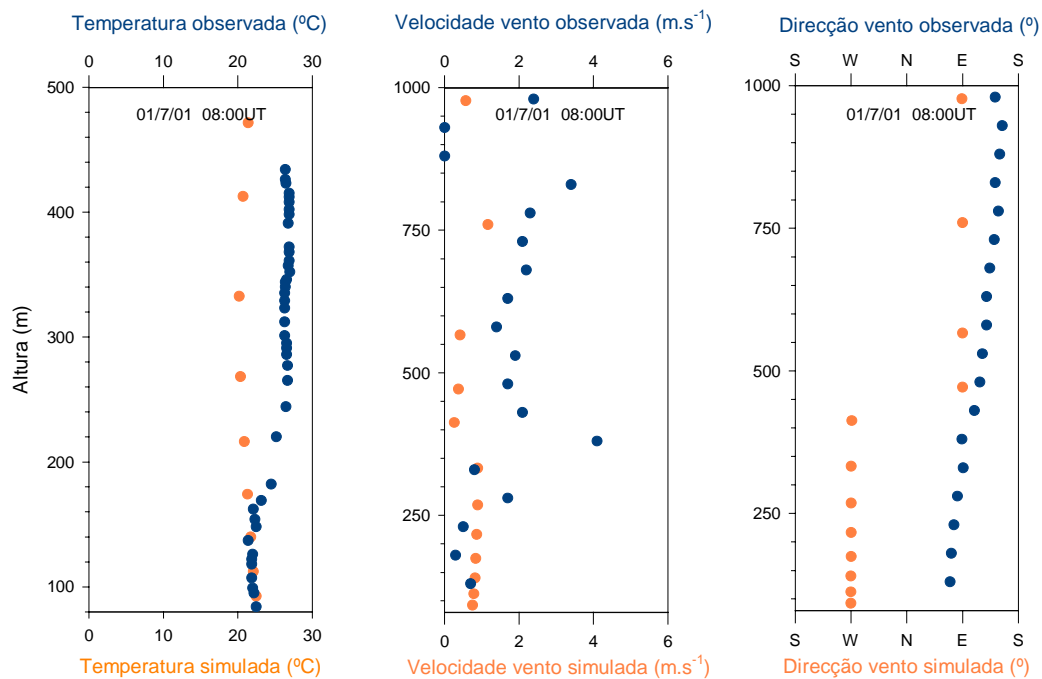 Temperatura observada (ºC)
0 10 20 30
500
400
300
200
100
Altura (m)
01/7/01 08:00UT
0 10 20 30
Temperatura simulada (ºC)
Velocidade vento observada (m.s-1)
0 2 4 6
1000
750
500
250
01/7/01 08:00UT
0 2 4 6
Velocidade vento simulada (m.s-1)
Direcção vento observada (º)
S W N E S
1000
750
500
250
01/7/01 08:00UT
S W N E S
Direcção vento simulada (º)